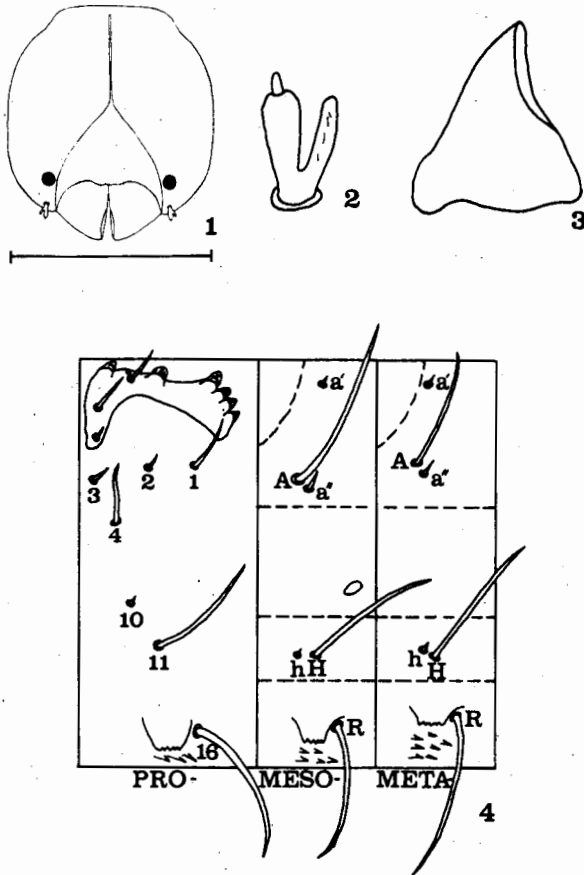 1
2
3
a' a'
3 2 1 A a" A a"
4
10
11 h H h H
16 R R
PRO- MESO- META-
4